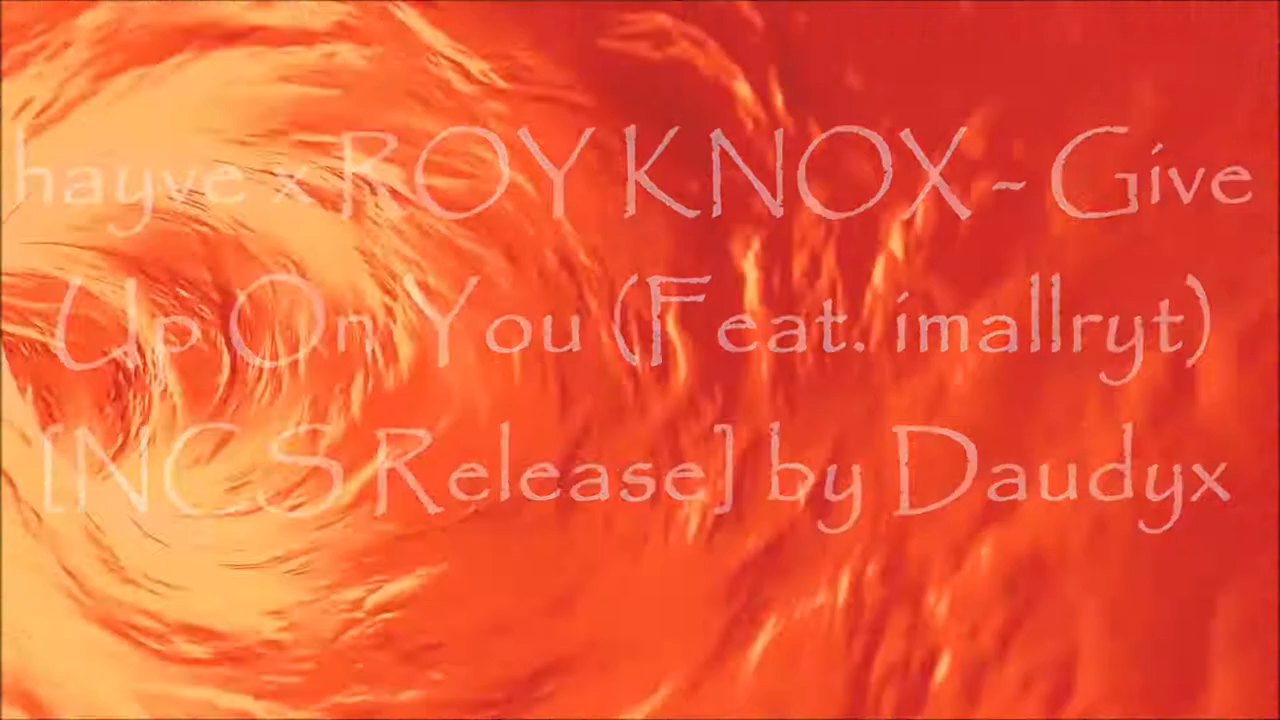 hayve x ROY KNOX - Give
Up On You (Feat. imallryt)
[NCS Release] by Daudyx